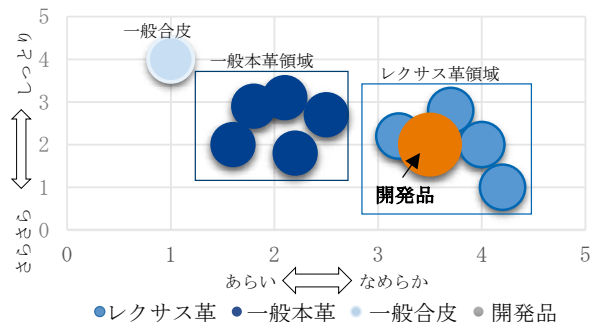 一般合皮
一般本革領域
レクサス革領域
開発品
しっとり
さらさら
5
4
3
2
1
0
0 1 2 3 4 5
あらい なめらか
レクサス革 一般本革 一般合皮 開発品